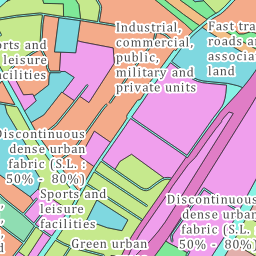 Industrial,
commercial,
public,
military and
private units
Fast tra
roads an
associat
land
orts and
leisure
facilities
Discontinuous
dense urban
fabric (S.L. :
50% - 80%)
Sports and
leisure
facilities
Discontinuous
dense urban
fabric (S.L.
50% - 80%)
Green urban